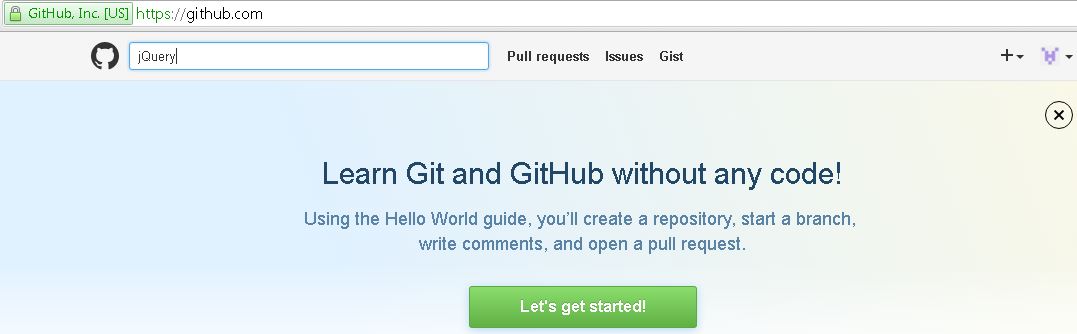 GitHub, Inc. [US] https://github.com
jQuery Pull requests Issues Gist
Learn Git and GitHub without any code!
Using the Hello World guide, you’ll create a repository, start a branch,
write comments, and open a pull request.
Let's get started!